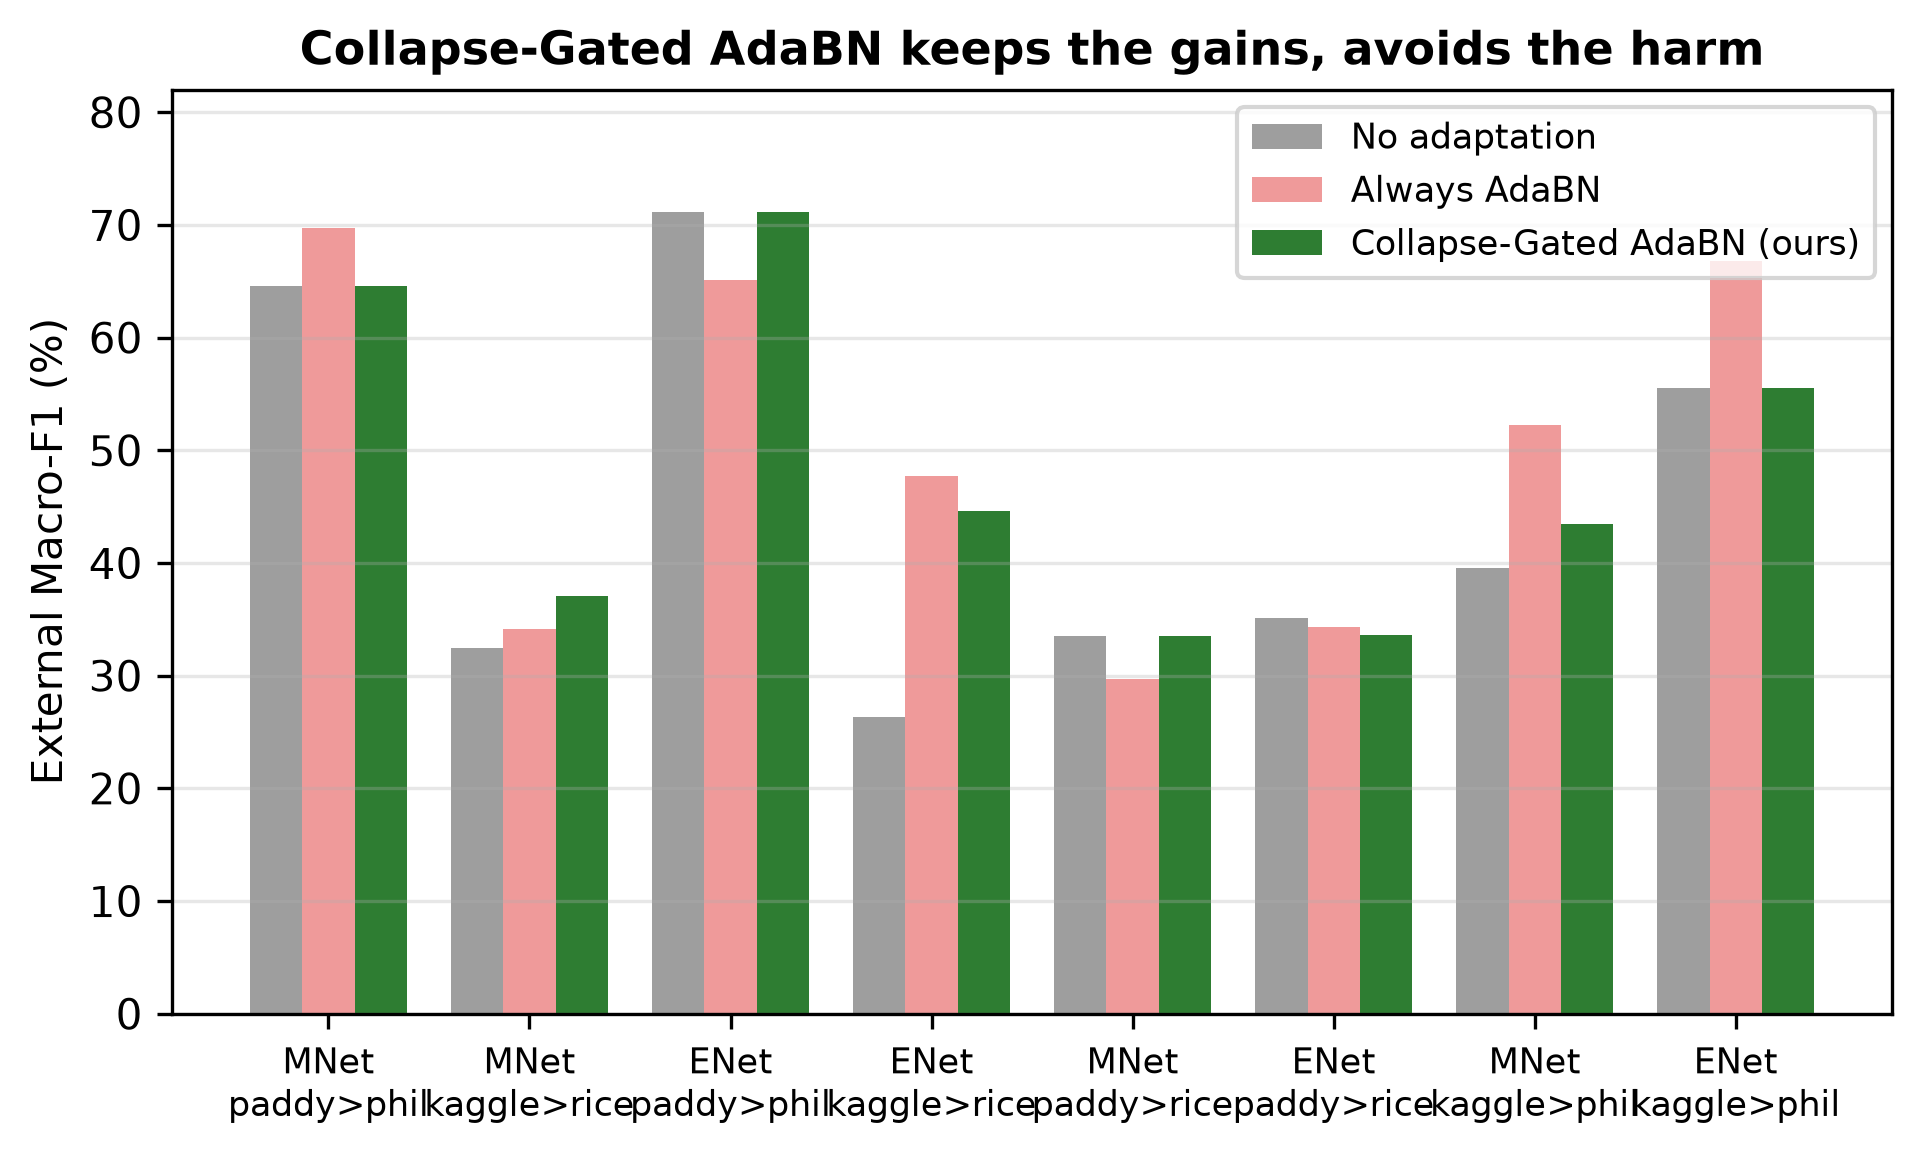 Collapse-Gated AdaBN keeps the gains, avoids the harm
External Macro-F1 (%)
80
70
60
50
40
30
20
10
0
No adaptation
Always AdaBN
Collapse-Gated AdaBN (ours)
MNet
paddy>phil
MNet
kaggle>rice
ENet
paddy>phil
ENet
kaggle>rice
MNet
paddy>rice
ENet
paddy>rice
MNet
kaggle>phil
ENet
kaggle>phil